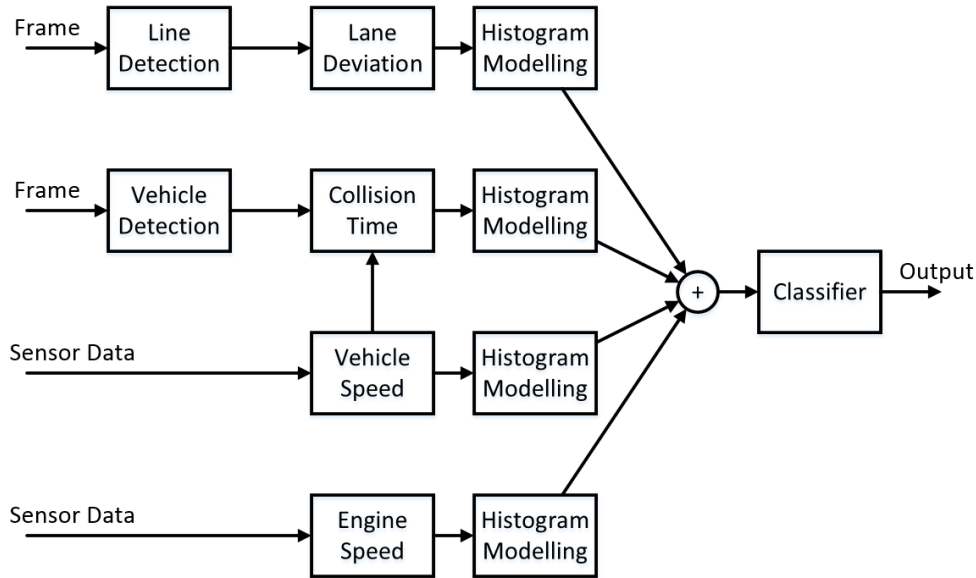 Frame
Line
Detection
Lane
Deviation
Histogram
Modelling
Frame
Vehicle
Detection
Collision
Time
Histogram
Modelling
+
Classifier
Output
Sensor Data
Vehicle
Speed
Histogram
Modelling
Sensor Data
Engine
Speed
Histogram
Modelling